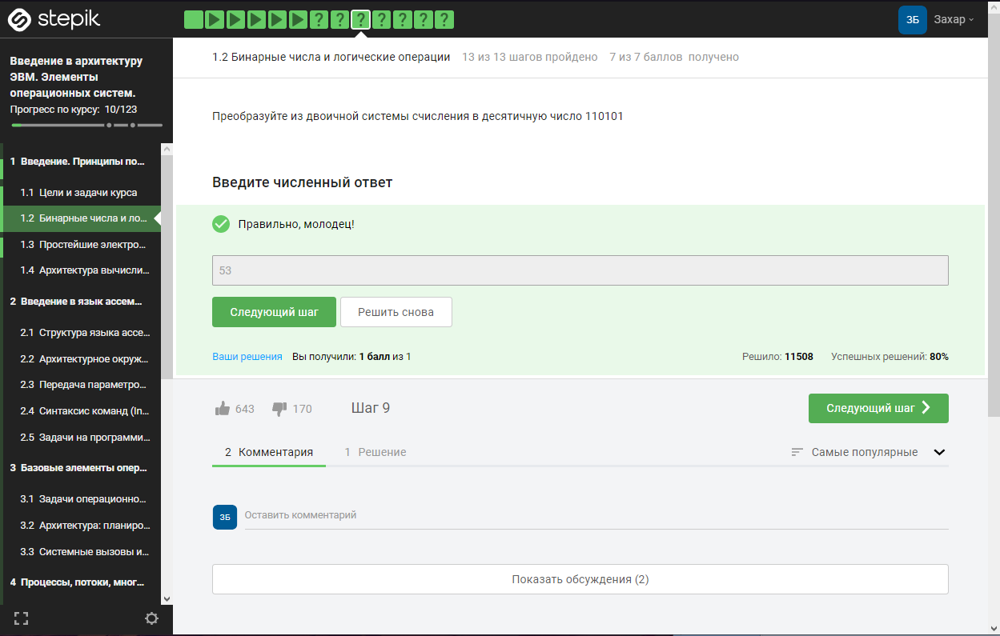 stepik
? ? ? ? ? ? ?
ЗБ
Захар
Введение в архитектуру
ЭВМ. Элементы
операционных систем.
Прогресс по курсу: 10/123
1 Введение. Принципы по...
1.1 Цели и задачи курса
1.2 Бинарные числа и ло...
1.3 Простейшие электро...
1.4 Архитектура вычисли...
2 Введение в язык ассем...
2.1 Структура языка ассе...
2.2 Архитектурное окруж...
2.3 Передача параметро...
2.4 Синтаксис команд (In...
2.5 Задачи на программи...
3 Базовые элементы опер...
3.1 Задачи операционно...
3.2 Архитектура: планиро...
3.3 Системные вызовы и...
4 Процессы, потоки, мног...
1.2 Бинарные числа и логические операции 13 из 13 шагов пройдено 7 из 7 баллов получено
Преобразуйте из двоичной системы счисления в десятичную число 110101
Введите численный ответ
Правильно, молодец!
53
Следующий шаг
Решить снова
Ваши решения Вы получили: 1 балл из 1
Решило: 11508 Успешных решений: 80%
643 170 Шаг 9
Следующий шаг
2 Комментария 1 Решение
Самые популярные
ЗБ Оставить комментарий
Показать обсуждения (2)